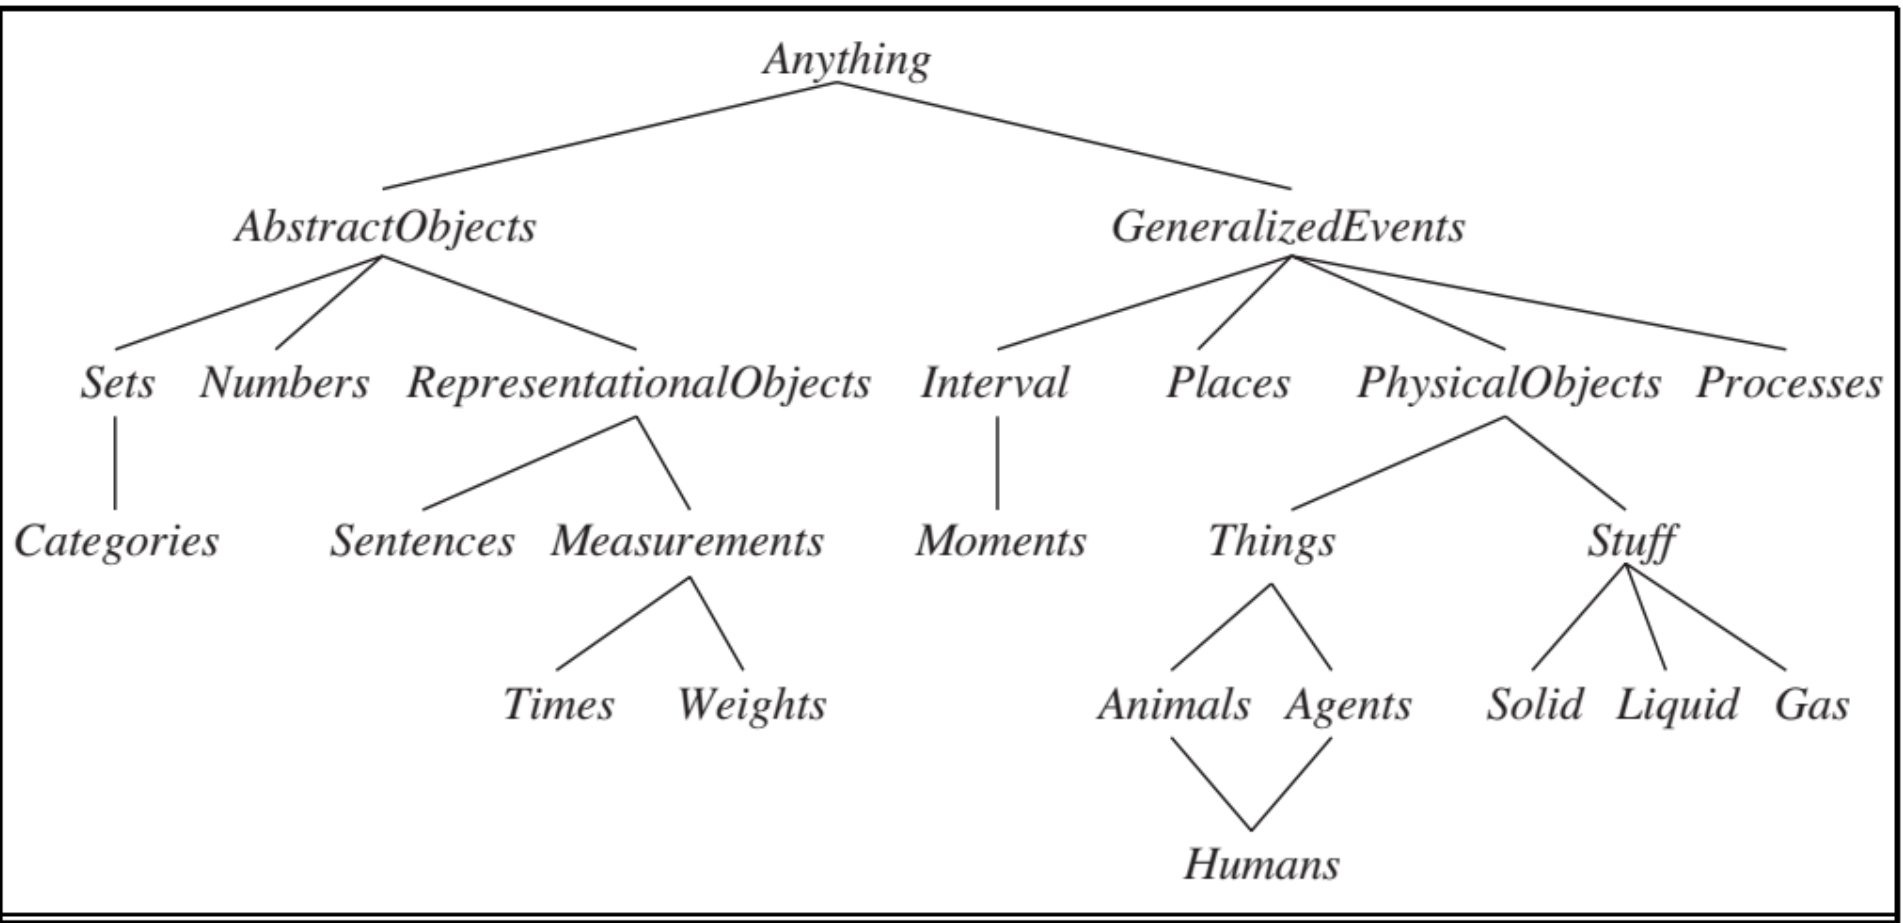 Anything
AbstractObjects GeneralizedEvents
Sets Numbers RepresentationalObjects Interval Places PhysicalObjects Processes
Categories Sentences Measurements Moments Things Stuff
Times Weights Animals Agents Solid Liquid Gas
Humans